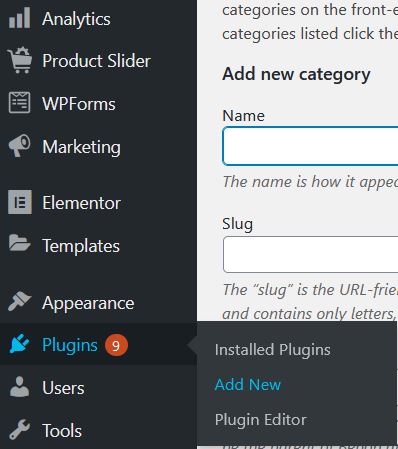 Analytics
Product Slider
WPForms
Marketing
Elementor
Templates
Appearance
Plugins 9
Users
Tools
categories on the front-e
categories listed click the
Add new category
Name
The name is how it appea
Slug
The “slug” is the URL-frie
and contains only letters,
Installed Plugins
Add New
Plugin Editor